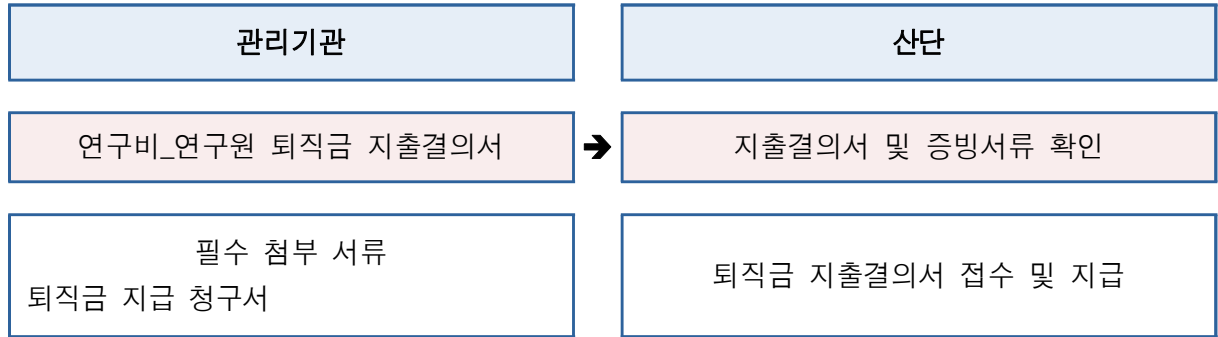 관리기관
산단
연구비_연구원 퇴직금 지출결의서
➔
지출결의서 및 증빙서류 확인
필수 첨부 서류
퇴직금 지급 청구서
퇴직금 지출결의서 접수 및 지급